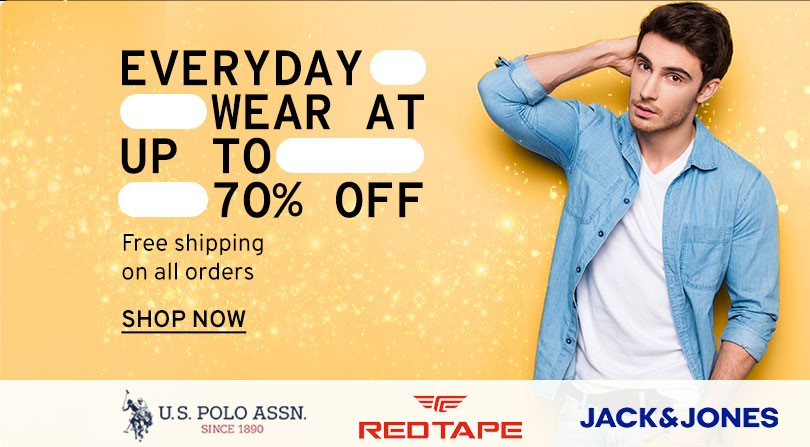 EVERYDAY
WEAR AT
UP TO
70% OFF
Free shipping
on all orders
SHOP NOW
U.S. POLO ASSN.
SINCE 1890
REDTAPE
JACK&JONES